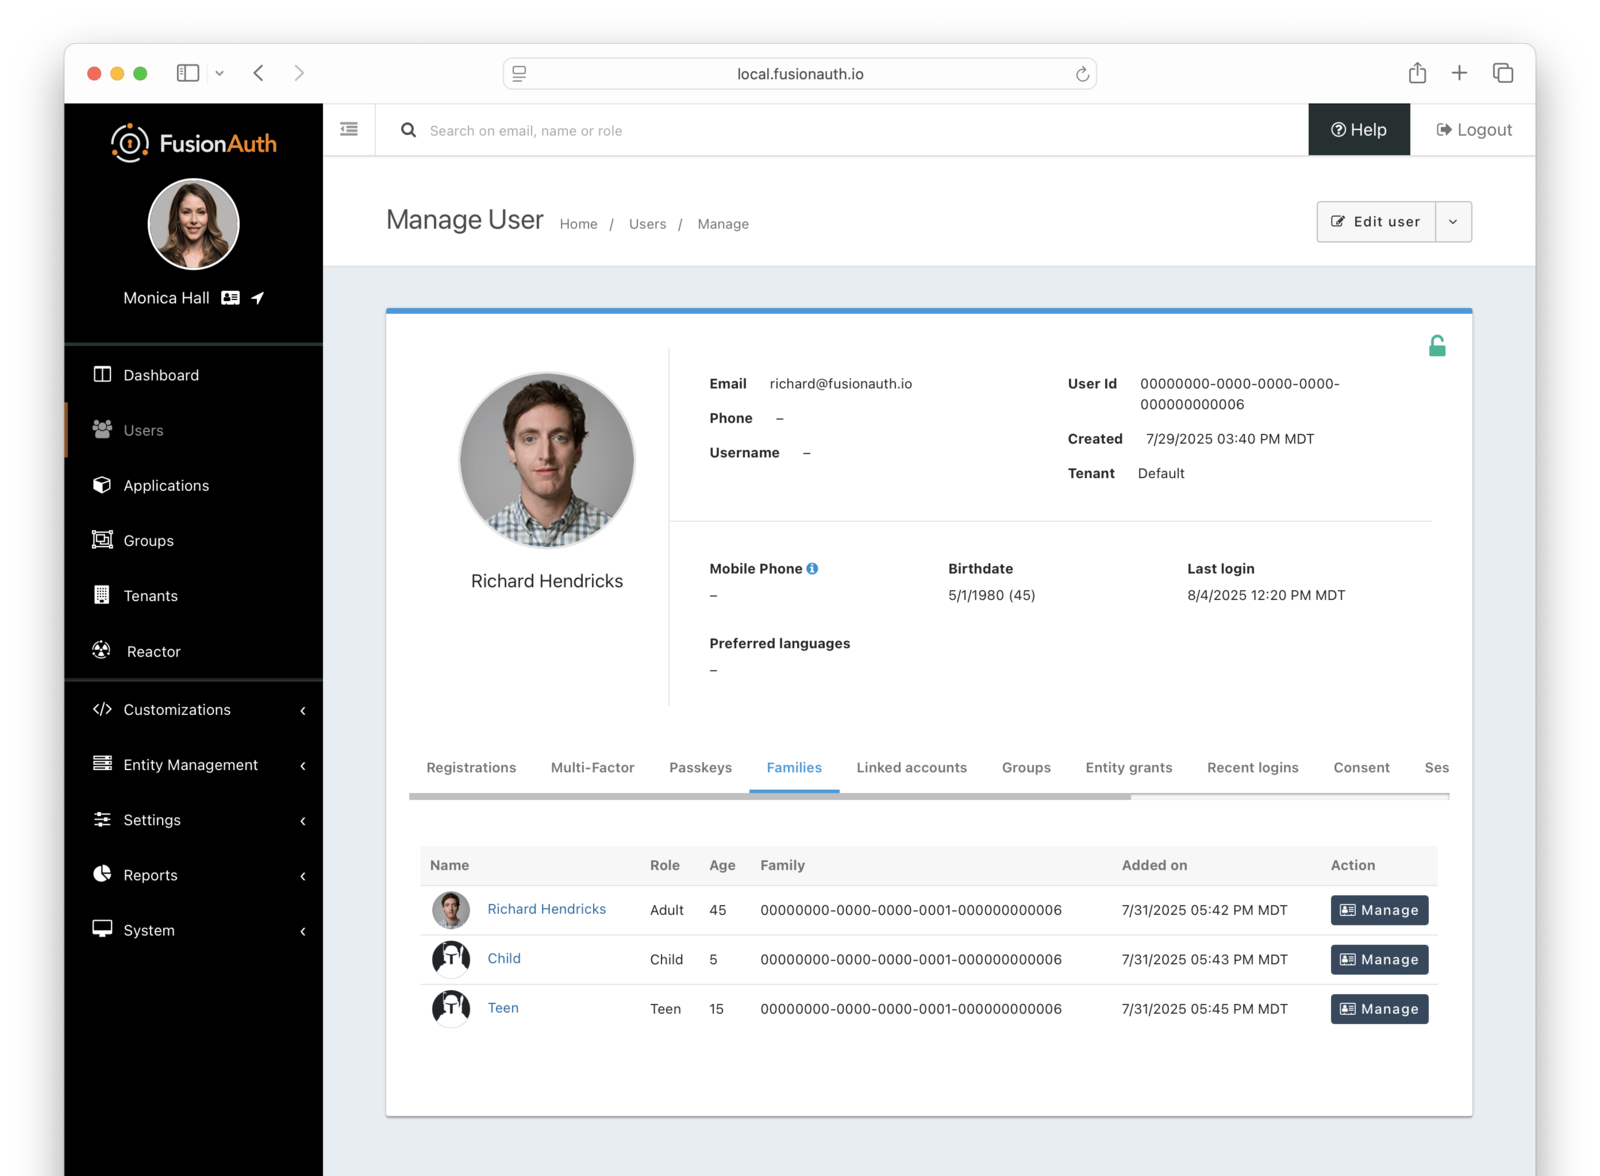 local.fusionauth.io
FusionAuth
Search on email, name or role
Help
Logout
Monica Hall
Manage User
Home / Users / Manage
Edit user
Dashboard
Users
Applications
Groups
Tenants
Reactor
Customizations
Entity Management
Settings
Reports
System
Richard Hendricks
Email richard@fusionauth.io
Phone –
Username –
User Id 00000000-0000-0000-0000-
000000000006
Created 7/29/2025 03:40 PM MDT
Tenant Default
Mobile Phone Birthdate Last login
– 5/1/1980 (45) 8/4/2025 12:20 PM MDT
Preferred languages
–
Registrations Multi-Factor Passkeys Families Linked accounts Groups Entity grants Recent logins Consent Ses
Name Role Age Family Added on Action
Richard Hendricks Adult 45 00000000-0000-0000-0001-000000000006 7/31/2025 05:42 PM MDT Manage
Child Child 5 00000000-0000-0000-0001-000000000006 7/31/2025 05:43 PM MDT Manage
Teen Teen 15 00000000-0000-0000-0001-000000000006 7/31/2025 05:45 PM MDT Manage